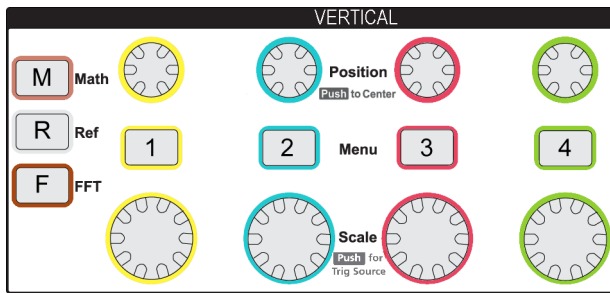 VERTICAL
M Math
Position
Push to Center
R Ref
1 2 Menu 3 4
F FFT
Scale
Push for
Trig Source